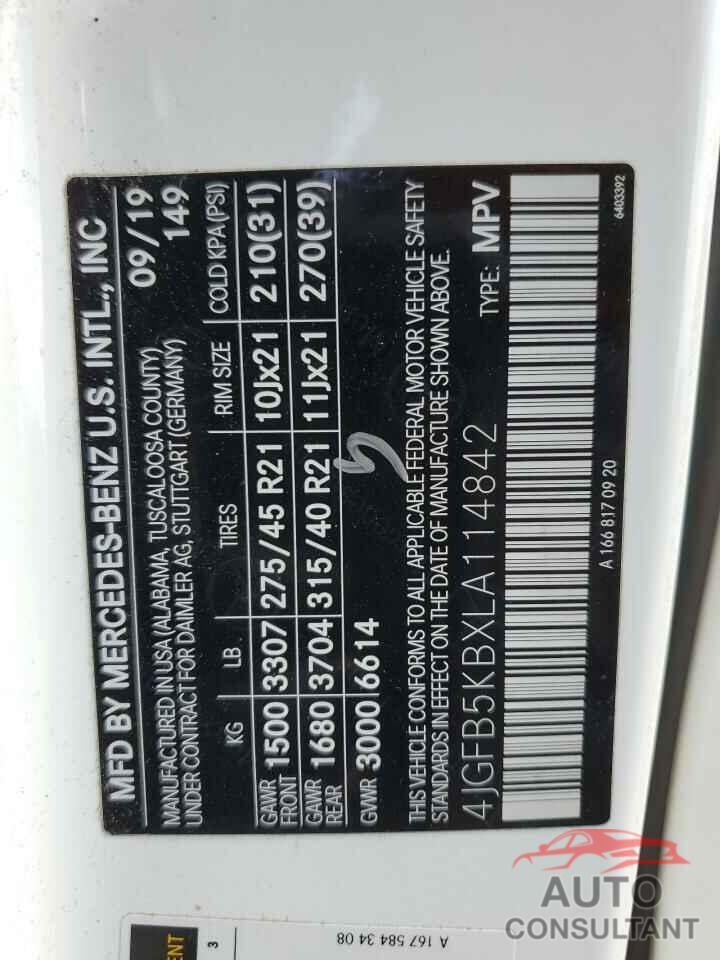 MFD BY MERCEDES-BENZ U.S. INTL., INC
MANUFACTURED IN USA (ALABAMA, TUSCALOOSA COUNTY) 09/19
UNDER CONTRACT FOR DAIMLER AG, STUTTGART (GERMANY) 149
KG LB. TIRES RIM SIZE COLD KPA(PSI)
GAWR FRONT 1500 3307 275/45 R21 10Jx21 210(31)
GAWR REAR 1680 3704 315/40 R21 11Jx21 270(39)
GVWR 3000 6614
5
THIS VEHICLE CONFORMS TO ALL APPLICABLE FEDERAL MOTOR VEHICLE SAFETY
STANDARDS IN EFFECT ON THE DATE OF MANUFACTURE SHOWN ABOVE.
4JGFB5KBXLA114842 TYPE: MPV
A 166 817 09 20 6403392
3
A 167 584 34 08
AUTO
CONSULTANT